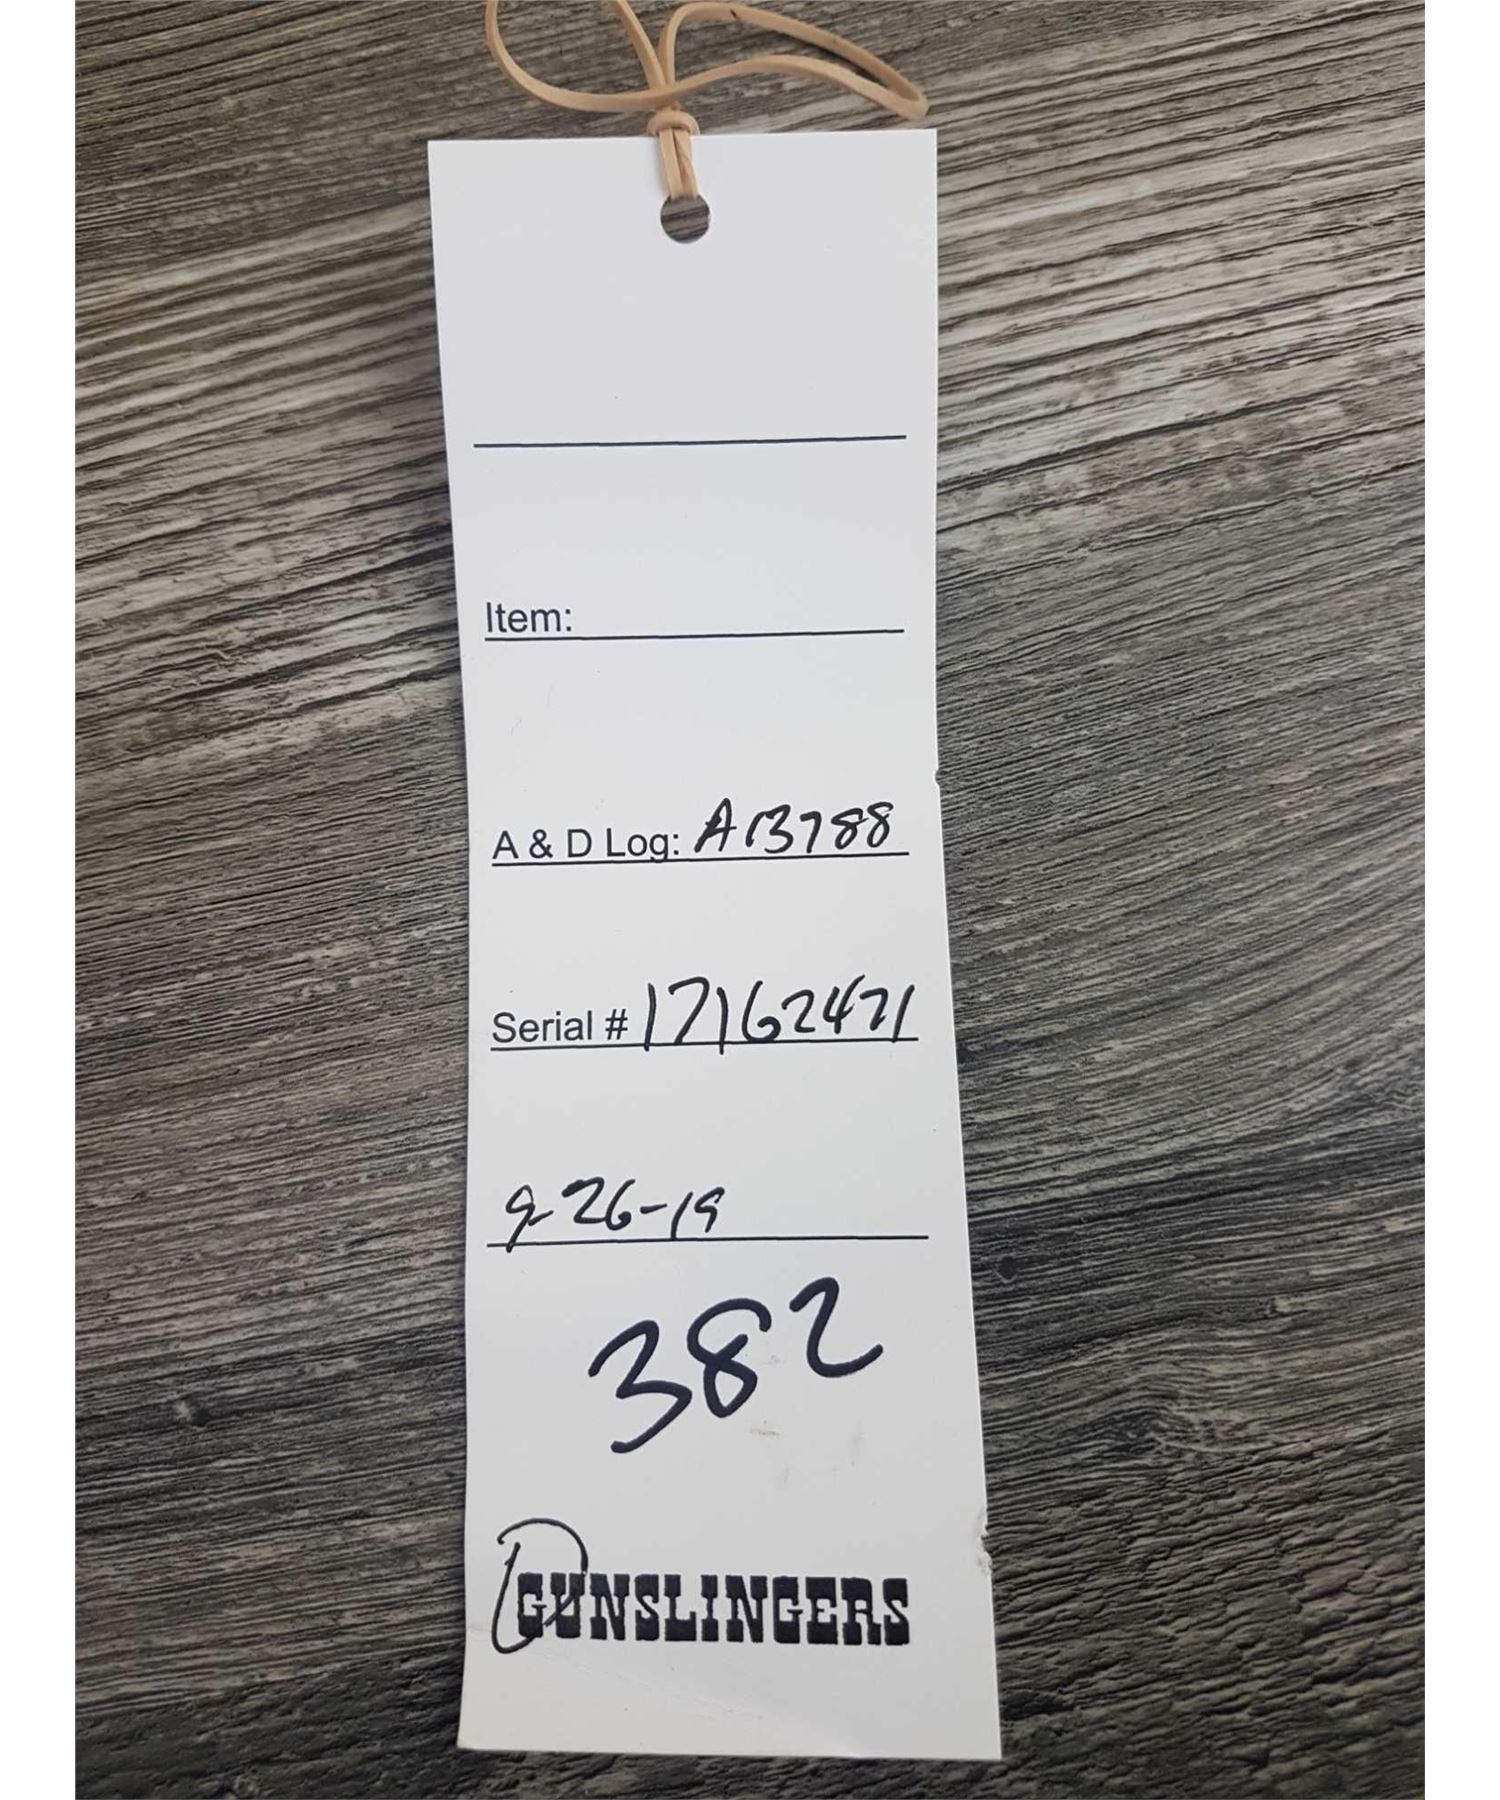 Item:
A & D Log: A13788
Serial # 17162471
9-26-19
382
GUNSLINGERS